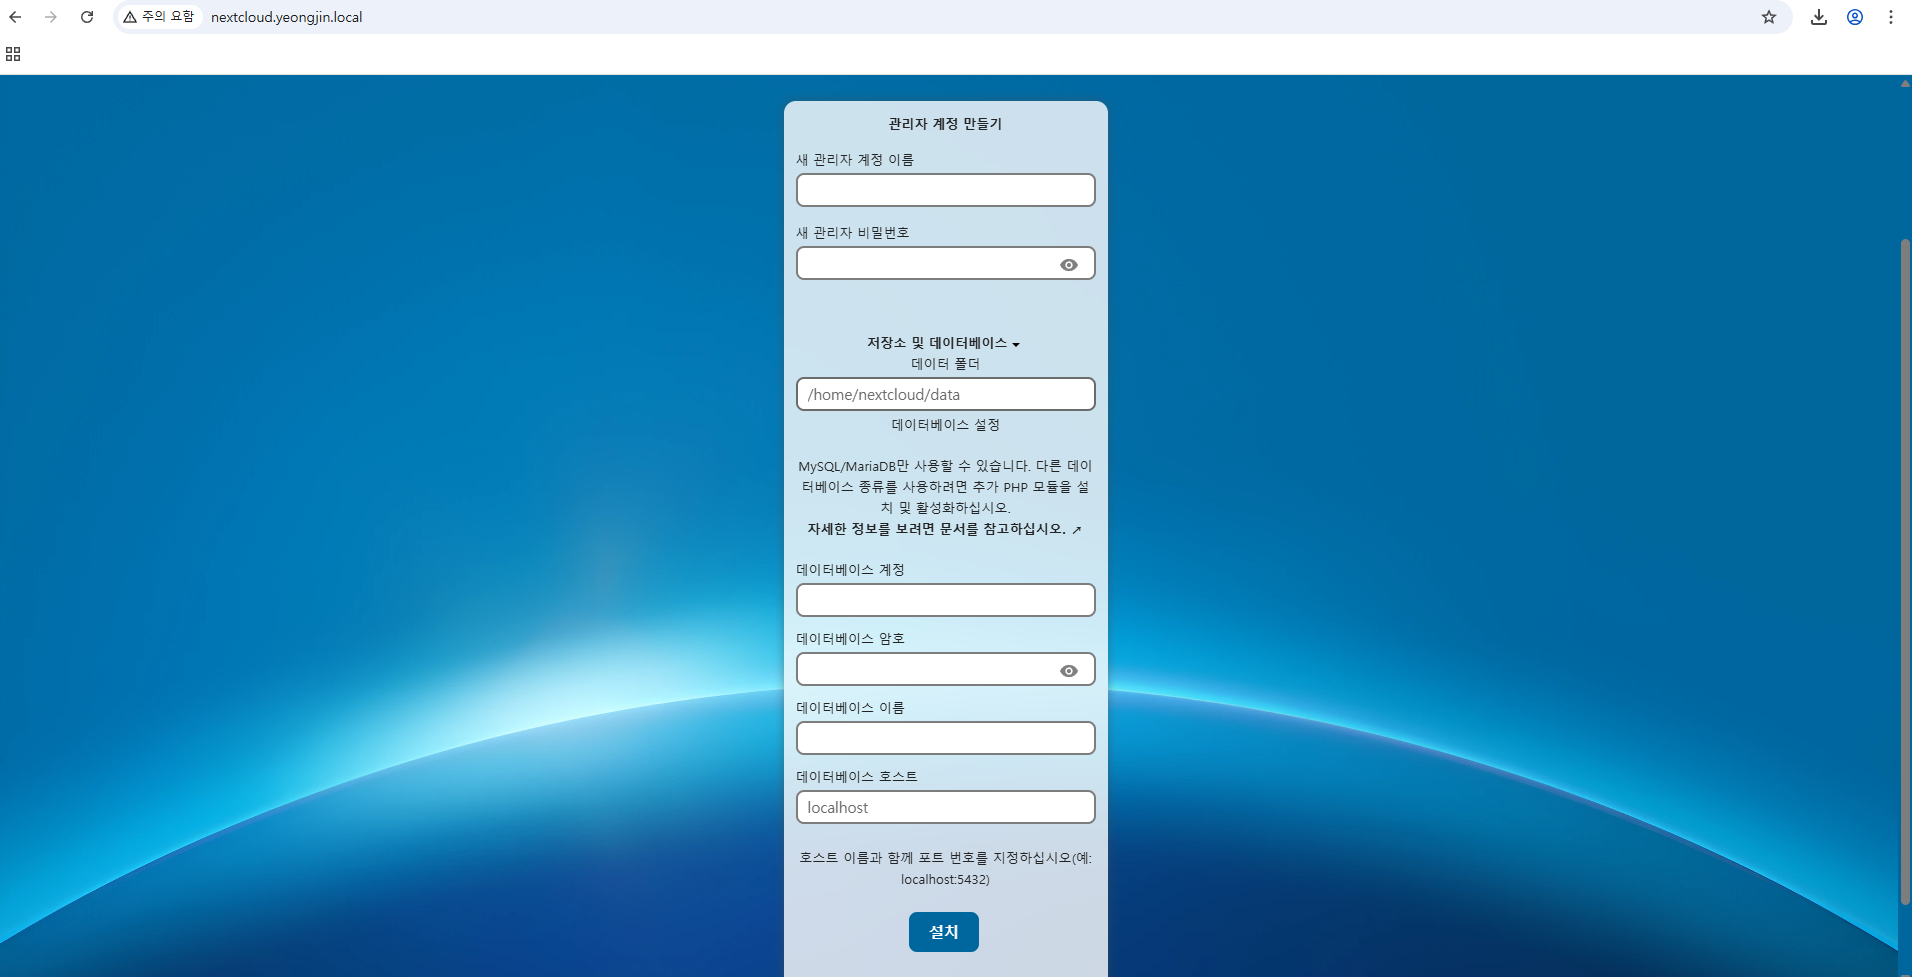 주의 요함
nextcloud.yeongjin.local
관리자 계정 만들기
새 관리자 계정 이름
새 관리자 비밀번호
저장소 및 데이터베이스
데이터 폴더
/home/nextcloud/data
데이터베이스 설정
MySQL/MariaDB만 사용할 수 있습니다. 다른 데이
터베이스 종류를 사용하려면 추가 PHP 모듈을 설
치 및 활성화하십시오.
자세한 정보를 보려면 문서를 참고하십시오. ↗
데이터베이스 계정
데이터베이스 암호
데이터베이스 이름
데이터베이스 호스트
localhost
호스트 이름과 함께 포트 번호를 지정하십시오(예:
localhost:5432)
설치